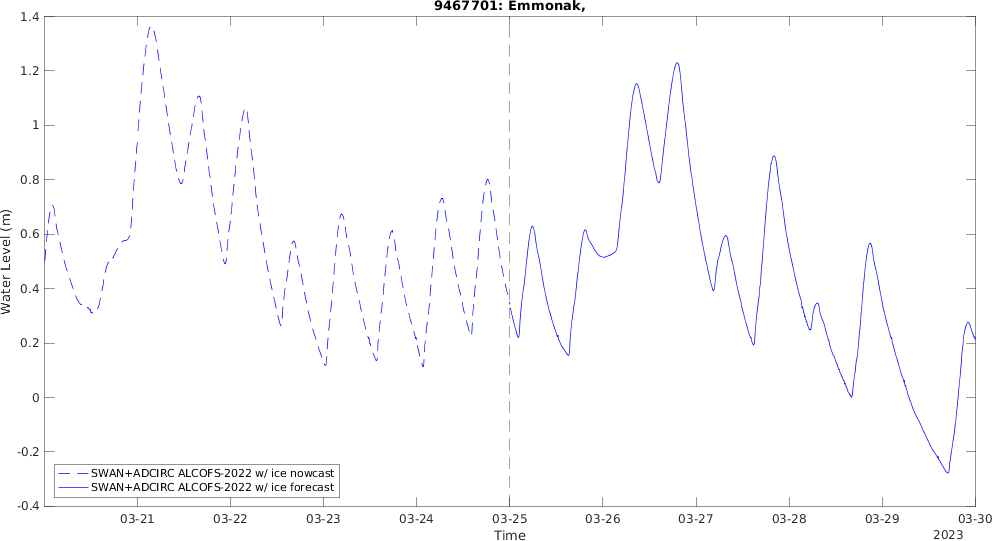 9467701: Emmonak,
1.4
1.2
1
0.8
0.6
0.4
0.2
0
-0.2
-0.4
Water Level (m)
SWAN+ADCIRC ALCOFS-2022 w/ ice nowcast
SWAN+ADCIRC ALCOFS-2022 w/ ice forecast
03-21 03-22 03-23 03-24 03-25 03-26 03-27 03-28 03-29 03-30
Time
2023